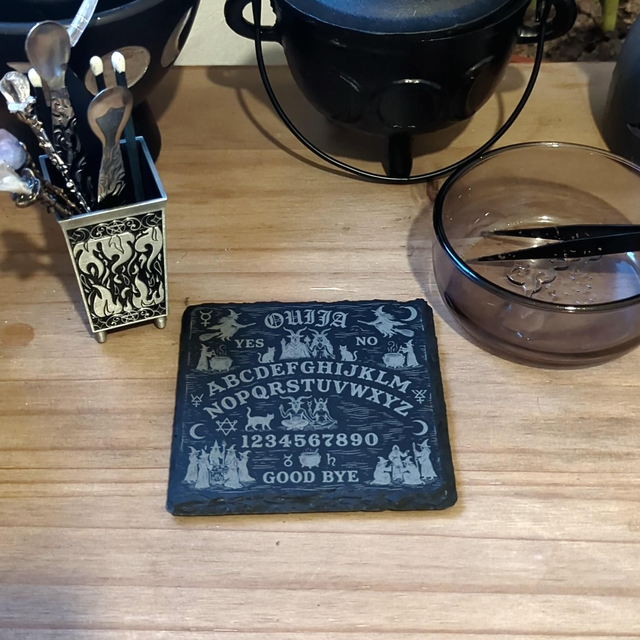 OUIJA
YES NO
ABCDEFGHIJKLM
NOPQRSTUVWXYZ
1234567890
GOOD BYE